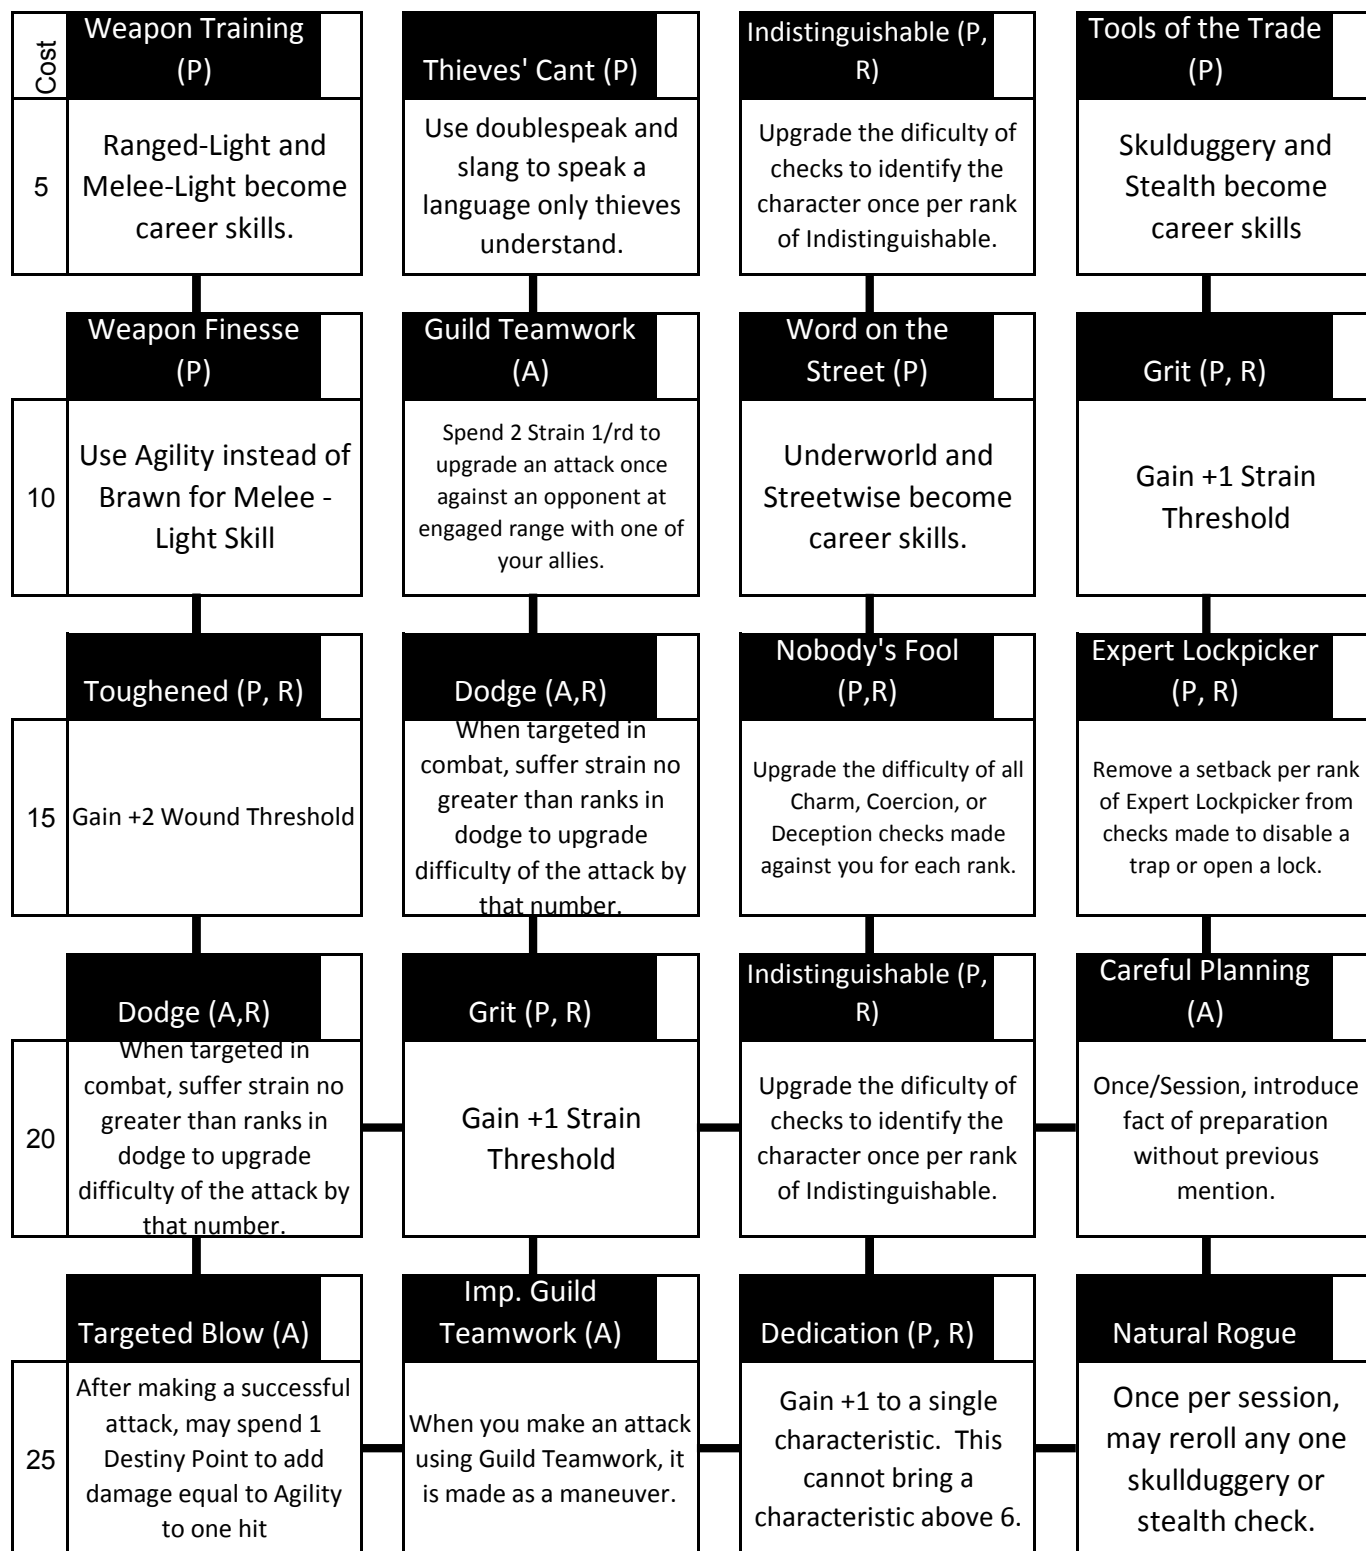 Cost
Weapon Training
(P)
Thieves' Cant (P)
Indistinguishable (P,
R)
Tools of the Trade
(P)
5
Ranged-Light and
Melee-Light become
career skills.
Use doublespeak and
slang to speak a
language only thieves
understand.
Upgrade the dificulty of
checks to identify the
character once per rank
of Indistinguishable.
Skulduggery and
Stealth become
career skills
Weapon Finesse
(P)
Guild Teamwork
(A)
Word on the
Street (P)
Grit (P, R)
10
Use Agility instead of
Brawn for Melee -
Light Skill
Spend 2 Strain 1/rd to
upgrade an attack once
against an opponent at
engaged range with one of
your allies.
Underworld and
Streetwise become
career skills.
Gain +1 Strain
Threshold
Toughened (P, R)
Dodge (A,R)
Nobody's Fool
(P,R)
Expert Lockpicker
(P, R)
15
Gain +2 Wound Threshold
When targeted in
combat, suffer strain no
greater than ranks in
dodge to upgrade
difficulty of the attack by
that number.
Upgrade the difficulty of all
Charm, Coercion, or
Deception checks made
against you for each rank.
Remove a setback per rank
of Expert Lockpicker from
checks made to disable a
trap or open a lock.
Dodge (A,R)
Grit (P, R)
Indistinguishable (P,
R)
Careful Planning
(A)
20
When targeted in
combat, suffer strain no
greater than ranks in
dodge to upgrade
difficulty of the attack by
that number.
Gain +1 Strain
Threshold
Upgrade the dificulty of
checks to identify the
character once per rank
of Indistinguishable.
Once/Session, introduce
fact of preparation
without previous
mention.
Targeted Blow (A)
Imp. Guild
Teamwork (A)
Dedication (P, R)
Natural Rogue
25
After making a successful
attack, may spend 1
Destiny Point to add
damage equal to Agility
to one hit
When you make an attack
using Guild Teamwork, it
is made as a maneuver.
Gain +1 to a single
characteristic.  This
cannot bring a
characteristic above 6.
Once per session,
may reroll any one
skullduggery or
stealth check.